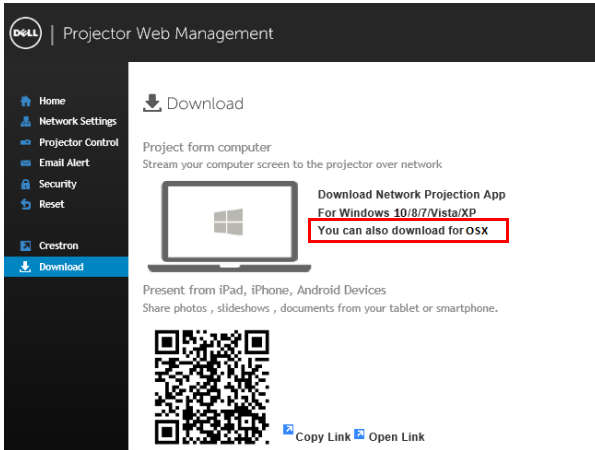 DELL
Projector Web Management
Home
Network Settings
Projector Control
Email Alert
Security
Reset
Crestron
Download
Download
Project form computer
Stream your computer screen to the projector over network
Download Network Projection App
For Windows 10/8/7/Vista/XP
You can also download for OSX
Present from iPad, iPhone, Android Devices
Share photos , slideshows , documents from your tablet or smartphone.
Copy Link Open Link